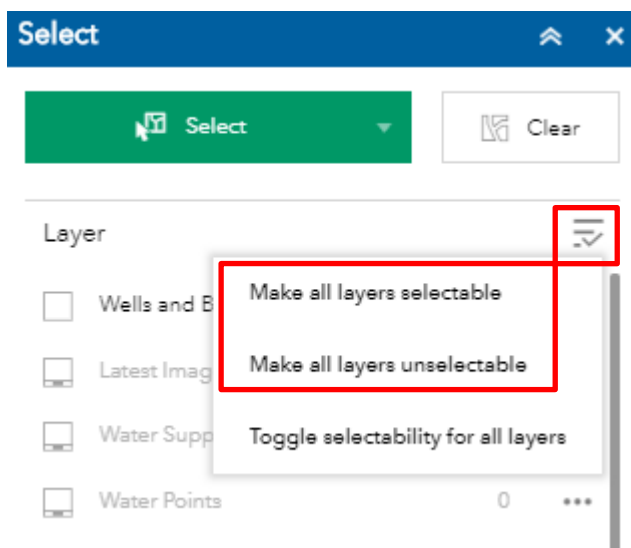 Select
Select
Clear
Layer
Make all layers selectable
Wells and B
Make all layers unselectable
Latest Imag
Toggle selectability for all layers
Water Supp
Water Points 0